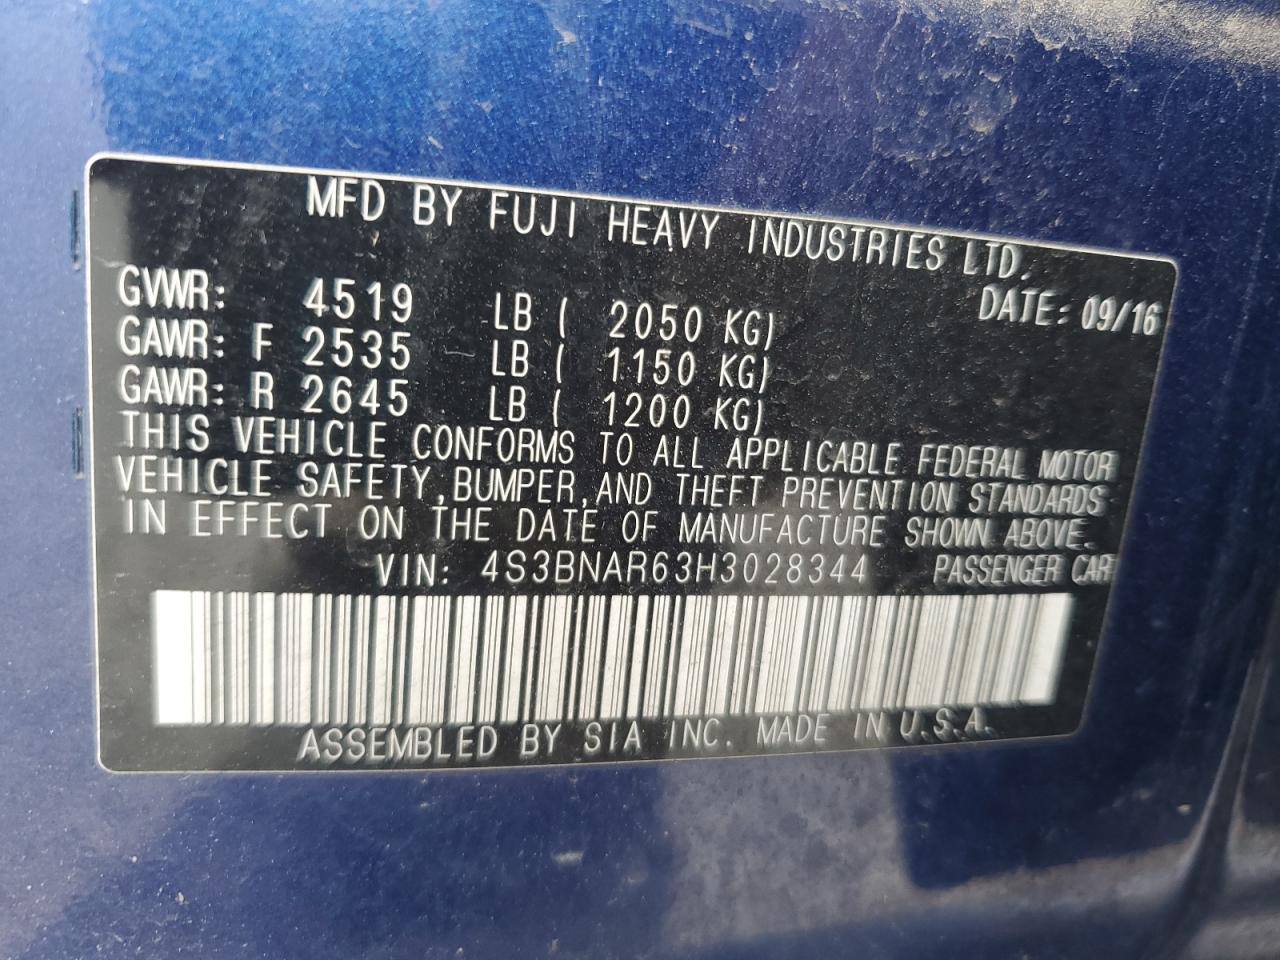 MFD BY FUJI HEAVY INDUSTRIES LTD.
DATE: 09/16
GVWR: 4519 LB ( 2050 KG)
GAWR: F 2535 LB ( 1150 KG)
GAWR: R 2645 LB ( 1200 KG)
THIS VEHICLE CONFORMS TO ALL APPLICABLE FEDERAL MOTOR
VEHICLE SAFETY, BUMPER, AND THEFT PREVENTION STANDARDS
IN EFFECT ON THE DATE OF MANUFACTURE SHOWN ABOVE.
VIN: 4S3BNAR63H3028344 PASSENGER CAR
ASSEMBLED BY SIA INC. MADE IN U.S.A.